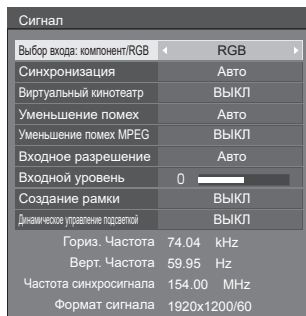 Сигнал
Выбор входа: компонент/RGB RGB
Синхронизация Авто
Виртуальный кинотеатр ВЫКЛ
Уменьшение помех Авто
Уменьшение помех MPEG ВЫКЛ
Входное разрешение Авто
Входной уровень 0
Создание рамки ВЫКЛ
Динамическое управление подсветкой ВЫКЛ
Гориз. Частота 74.04 kHz
Верт. Частота 59.95 Hz
Частота синхросигнала 154.00 MHz
Формат сигнала 1920x1200/60